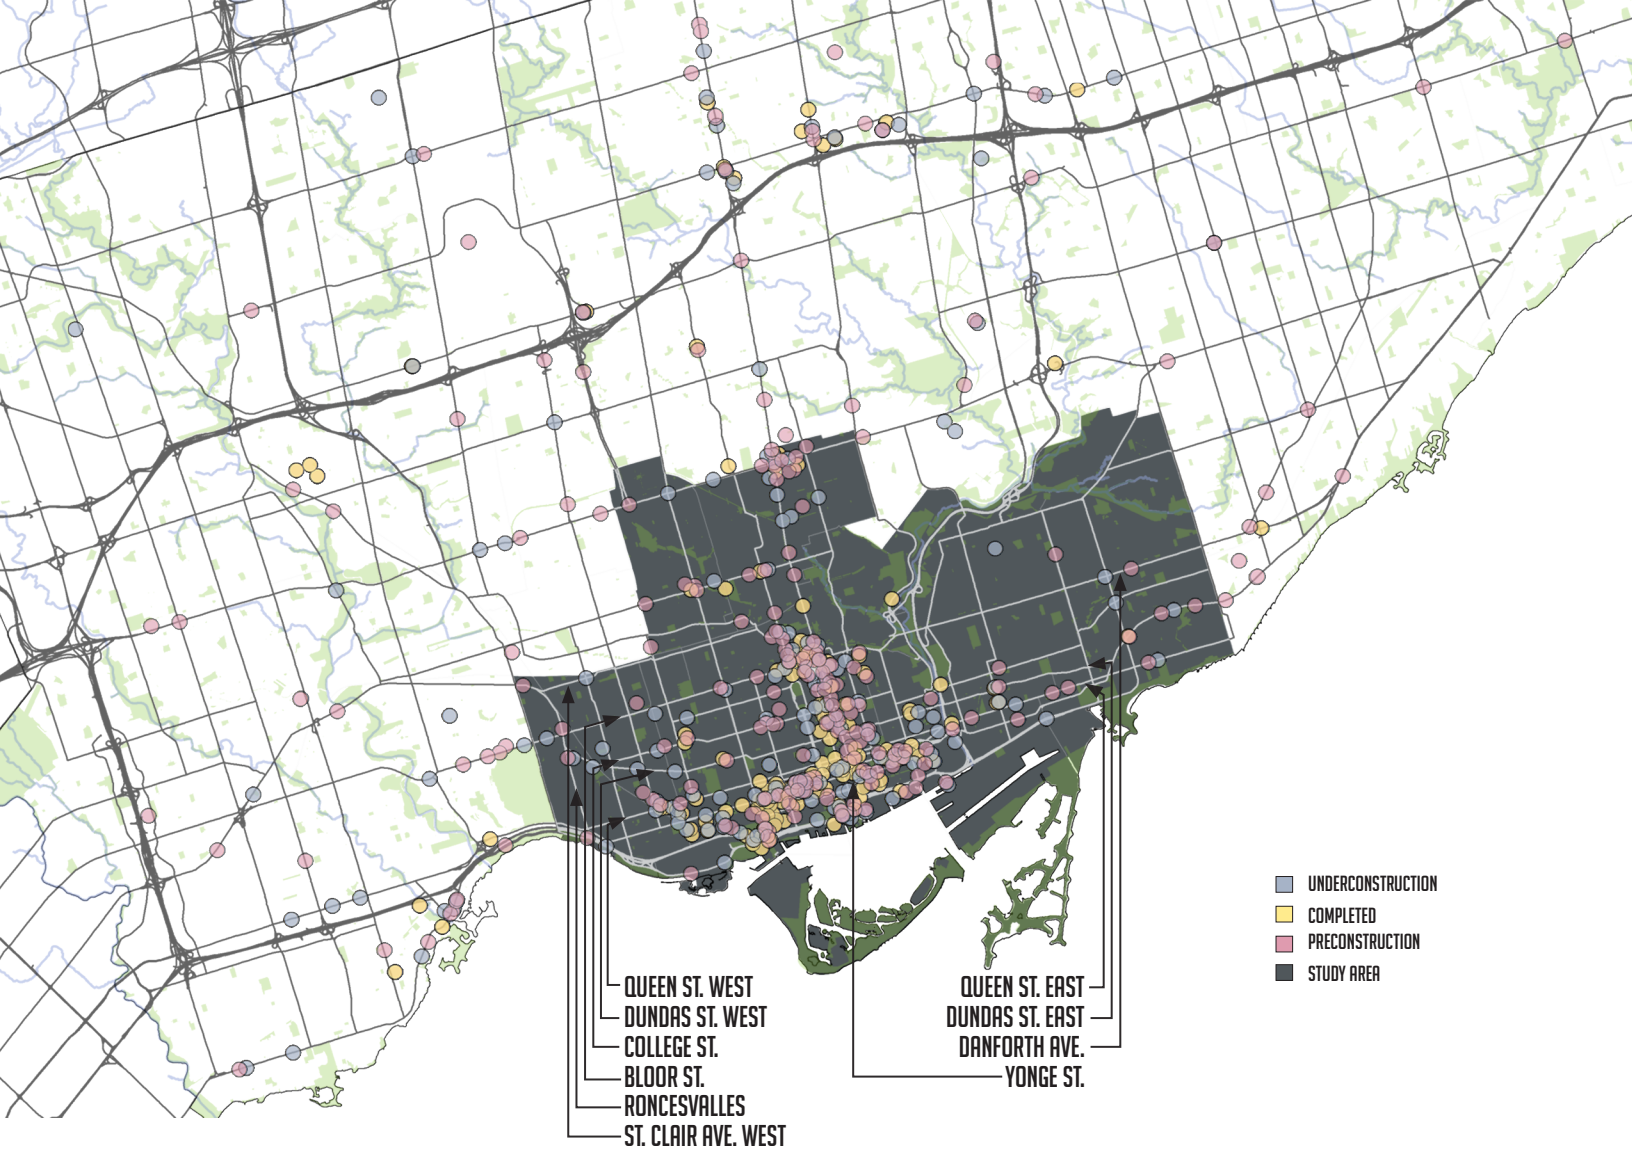 UNDERCONSTRUCTION
COMPLETED
PRECONSTRUCTION
STUDY AREA
QUEEN ST. WEST
DUNDAS ST. WEST
COLLEGE ST.
BLOOR ST.
RONCESVALLES
ST. CLAIR AVE. WEST
QUEEN ST. EAST
DUNDAS ST. EAST
DANFORTH AVE.
YONGE ST.